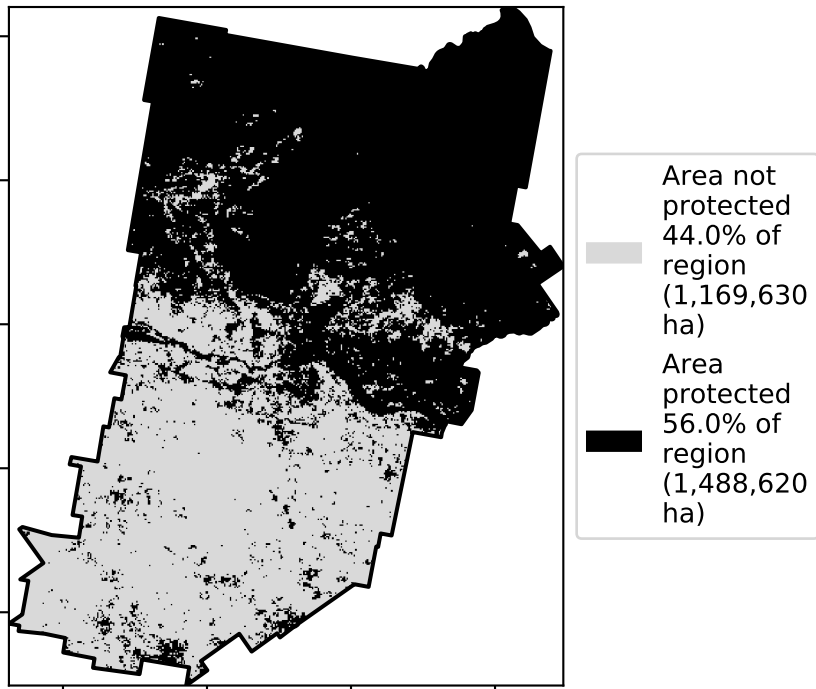 Area not
protected
44.0% of
region
(1,169,630
ha)
Area
protected
56.0% of
region
(1,488,620
ha)